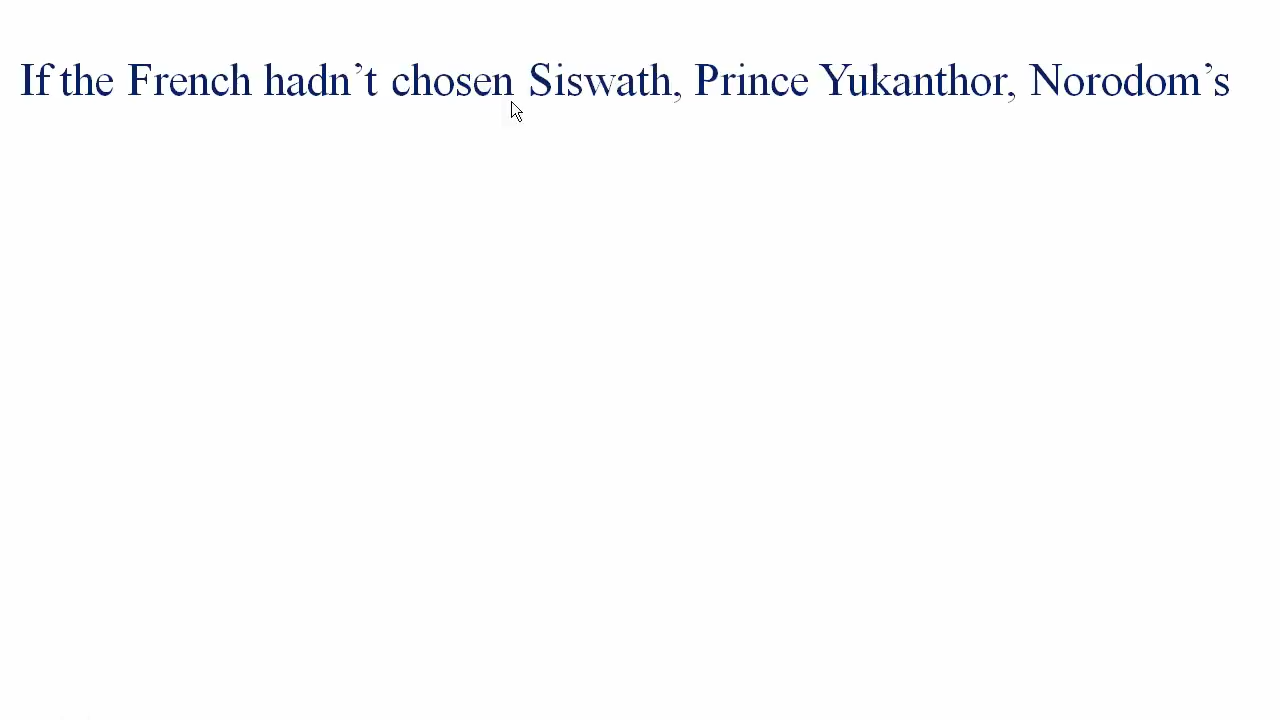 If the French hadn’t chosen Siswath, Prince Yukanthor, Norodom’s